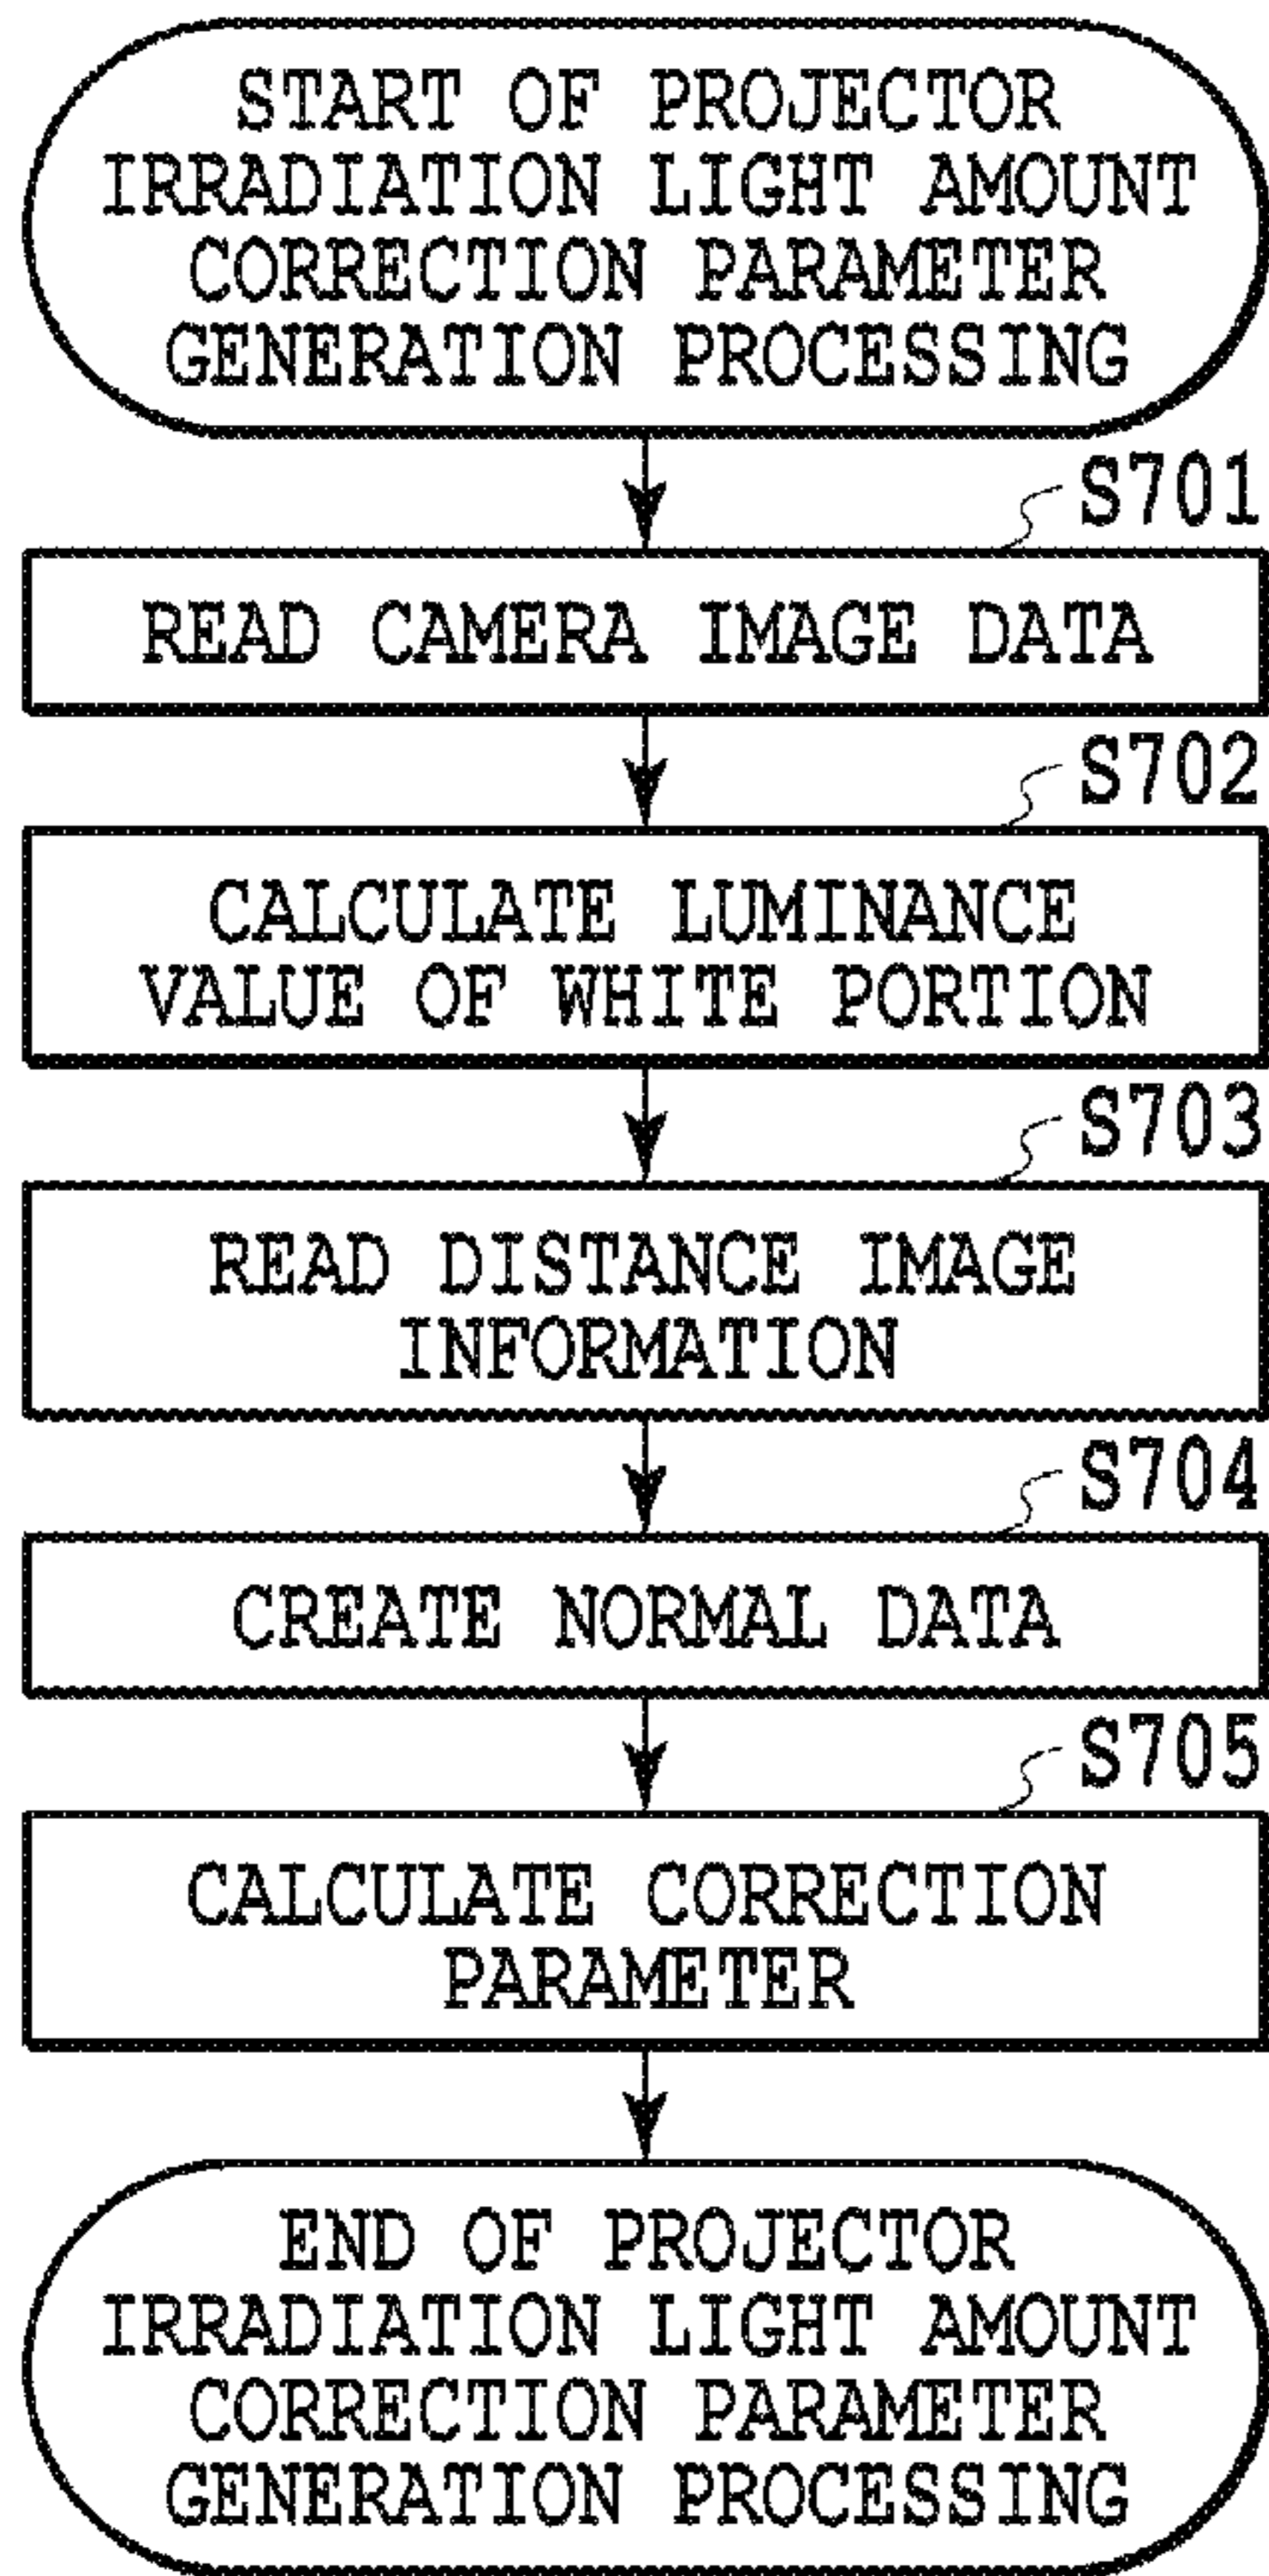 START OF PROJECTOR
IRRADIATION LIGHT AMOUNT
CORRECTION PARAMETER
GENERATION PROCESSING
S701
READ CAMERA IMAGE DATA
S702
CALCULATE LUMINANCE
VALUE OF WHITE PORTION
S703
READ DISTANCE IMAGE
INFORMATION
S704
CREATE NORMAL DATA
S705
CALCULATE CORRECTION
PARAMETER
END OF PROJECTOR
IRRADIATION LIGHT AMOUNT
CORRECTION PARAMETER
GENERATION PROCESSING